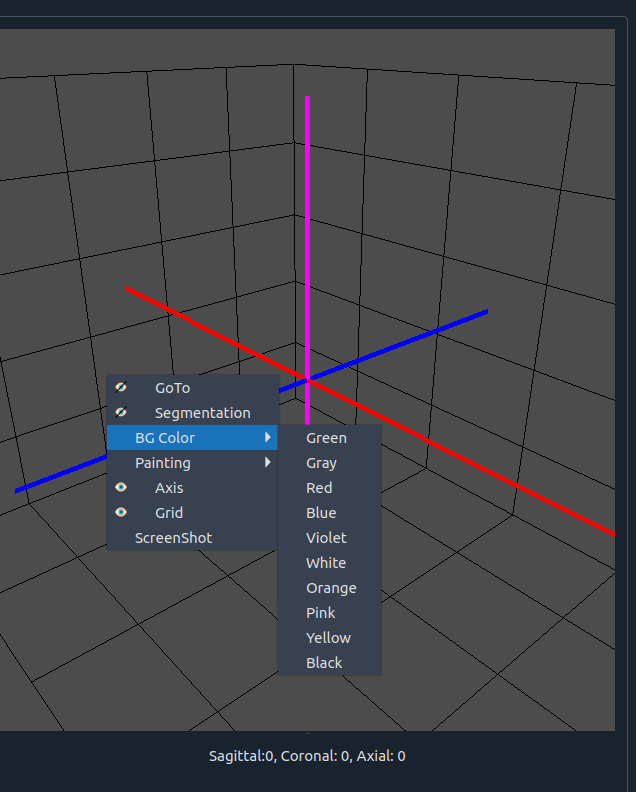 GoTo
Segmentation
BG Color
Painting
Axis
Grid
ScreenShot
Green
Gray
Red
Blue
Violet
White
Orange
Pink
Yellow
Black
Sagittal:0, Coronal: 0, Axial: 0